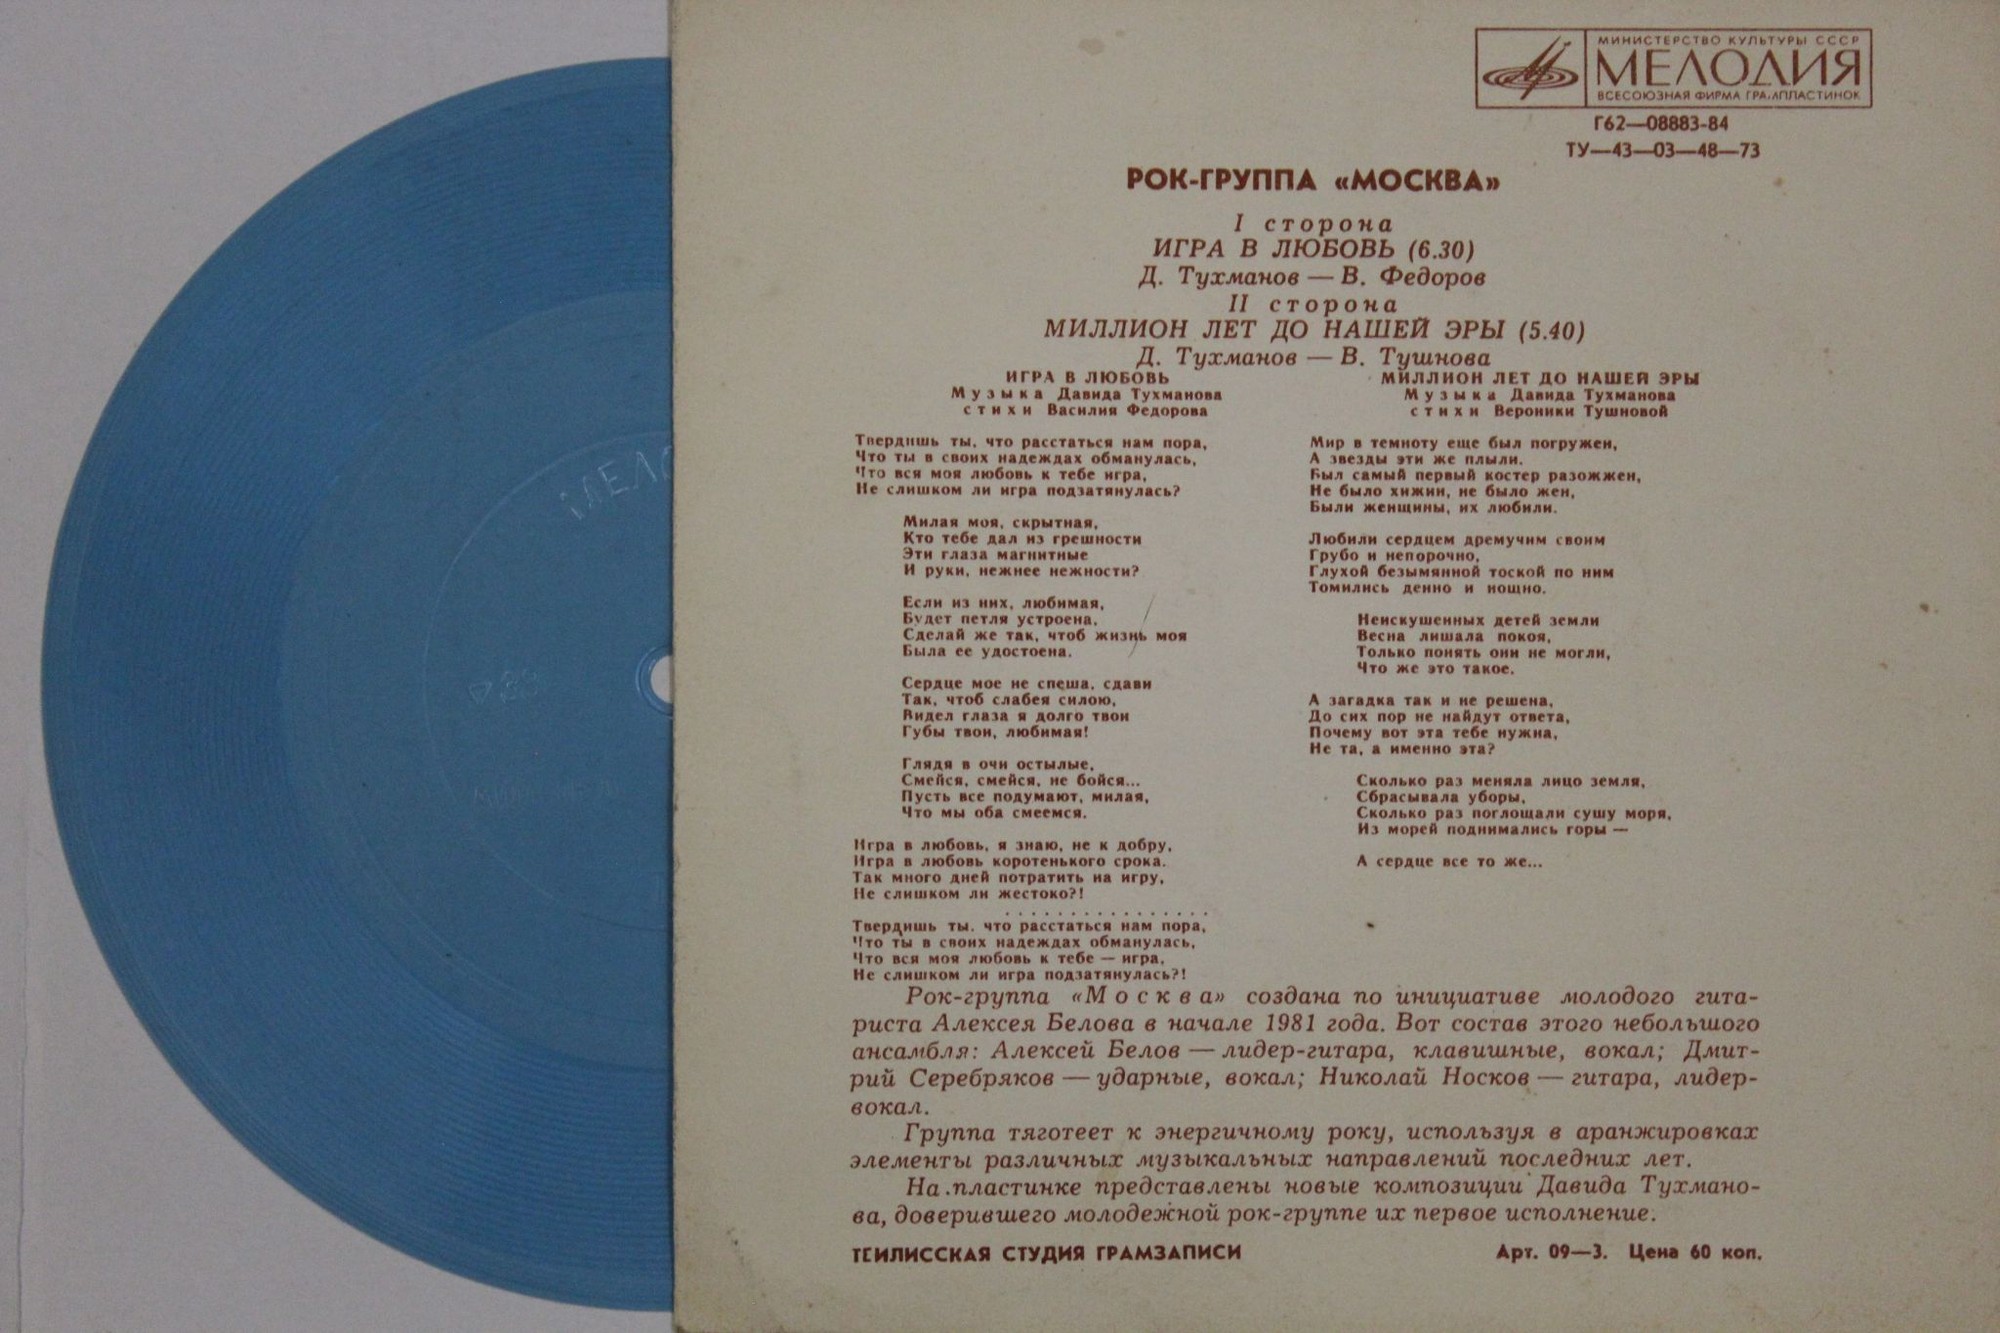 МЕЛО
33
МИНИСТЕРСТВО КУЛЬТУРЫ СССР
МЕЛОДИЯ
ВСЕСОЮЗНАЯ ФИРМА ГРАМПЛАСТИНОК
Г62—08883-84
ТУ—43—03—48—73
РОК-ГРУППА «МОСКВА»
I сторона
ИГРА В ЛЮБОВЬ (6.30)
Д. Тухманов — В. Федоров
II сторона
МИЛЛИОН ЛЕТ ДО НАШЕЙ ЭРЫ (5.40)
Д. Тухманов — В. Тушнова
ИГРА В ЛЮБОВЬ
Музыка Давида Тухманова
стихи Василия Федорова
Твердишь ты, что расстаться нам пора,
Что ты в своих надеждах обманулась,
Что вся моя любовь к тебе игра,
Не слишком ли игра подзатянулась?
Милая моя, скрытная,
Кто тебе дал из грешности
Эти глаза магнитные
И руки, нежнее нежности?
Если из них, любимая,
Будет петля устроена,
Сделай же так, чтоб жизнь моя
Была ее удостоена.
Сердце мое не спеша, сдави
Так, чтоб слабея силою,
Видел глаза я долго твои
Губы твои, любимая!
Глядя в очи остылые,
Смейся, смейся, не бойся...
Пусть все подумают, милая,
Что мы оба смеемся.
Игра в любовь, я знаю, не к добру,
Игра в любовь коротенького срока.
Так много дней потратить на игру,
Не слишком ли жестоко?!
. . . . . . . . . . . . . . . .
Твердишь ты, что расстаться нам пора,
Что ты в своих надеждах обманулась,
Что вся моя любовь к тебе — игра,
Не слишком ли игра подзатянулась?!
МИЛЛИОН ЛЕТ ДО НАШЕЙ ЭРЫ
Музыка Давида Тухманова
стихи Вероники Тушновой
Мир в темноту еще был погружен,
А звезды эти же плыли.
Был самый первый костер разожжен,
Не было хижин, не было жен,
Были женщины, их любили.
Любили сердцем дремучим своим
Грубо и непорочно,
Глухой безымянной тоской по ним
Томились денно и нощно.
Неискушенных детей земли
Весна лишала покоя,
Только понять они не могли,
Что же это такое.
А загадка так и не решена,
До сих пор не найдут ответа,
Почему вот эта тебе нужна,
Не та, а именно эта?
Сколько раз меняла лицо земля,
Сбрасывала уборы,
Сколько раз поглощали сушу моря,
Из морей поднимались горы —
А сердце все то же...
Рок-группа «Москва» создана по инициативе молодого гита-
риста Алексея Белова в начале 1981 года. Вот состав этого небольшого
ансамбля: Алексей Белов — лидер-гитара, клавишные, вокал; Дмит-
рий Серебряков — ударные, вокал; Николай Носков — гитара, лидер-
вокал.
Группа тяготеет к энергичному року, используя в аранжировках
элементы различных музыкальных направлений последних лет.
На пластинке представлены новые композиции Давида Тухмано-
ва, доверившего молодежной рок-группе их первое исполнение.
ТБИЛИССКАЯ СТУДИЯ ГРАМЗАПИСИ
Арт. 09—3. Цена 60 коп.